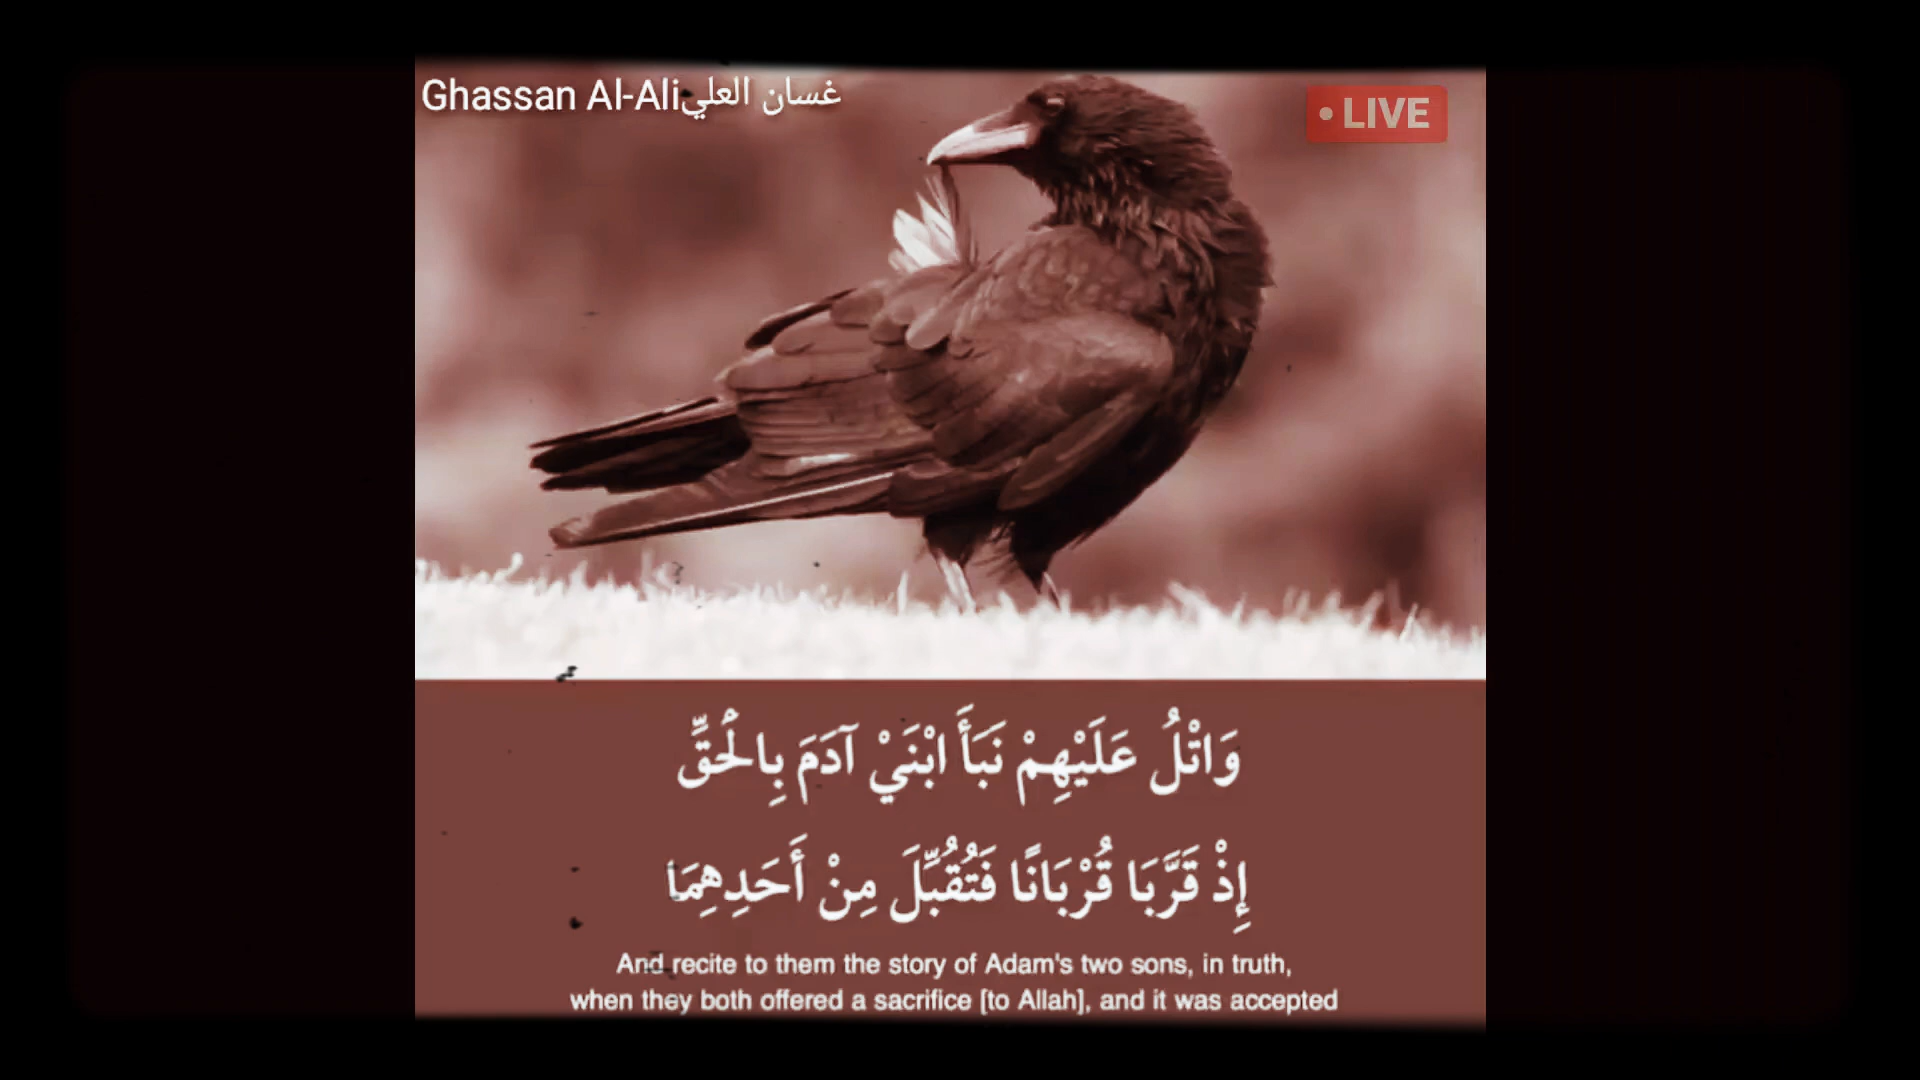 Ghassan Al-Aliغسان العلي
• LIVE
وَاتْلُ عَلَيْهِمْ نَبَأَ ابْنَيْ آدَمَ بِالْحَقِّ
إِذْ قَرَّبَا قُرْبَانًا فَتُقُبِّلَ مِنْ أَحَدِهِمَا
And recite to them the story of Adam's two sons, in truth,
when they both offered a sacrifice [to Allah], and it was accepted